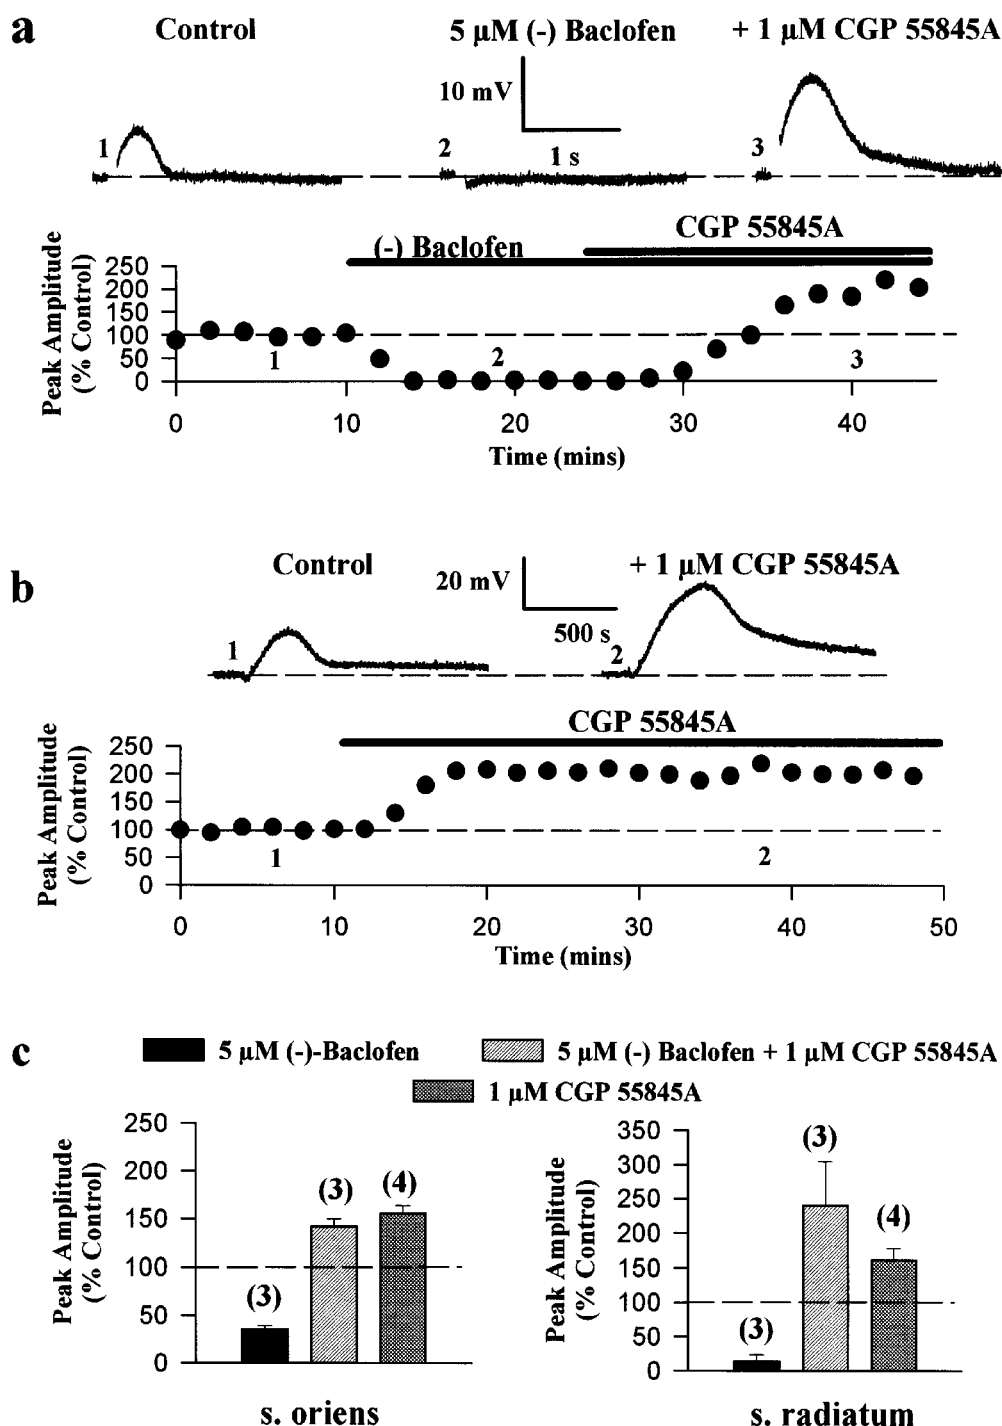 a
Control
5 µM (-) Baclofen
+ 1 µM CGP 55845A
10 mV
1 s
1
2
3
CGP 55845A
(-) Baclofen
Peak Amplitude
(% Control)
250
200
150
100
50
0
1
2
3
0 10 20 30 40
Time (mins)
b
Control
20 mV
+ 1 µM CGP 55845A
500 s
1
2
CGP 55845A
Peak Amplitude
(% Control)
250
200
150
100
50
0
1
2
0 10 20 30 40 50
Time (mins)
c
5 µM (-)-Baclofen
5 µM (-) Baclofen + 1 µM CGP 55845A
1 µM CGP 55845A
Peak Amplitude
(% Control)
250
200
150
100
50
0
(3)
(3)
(4)
s. oriens
Peak Amplitude
(% Control)
350
300
250
200
150
100
50
0
(3)
(3)
(4)
s. radiatum